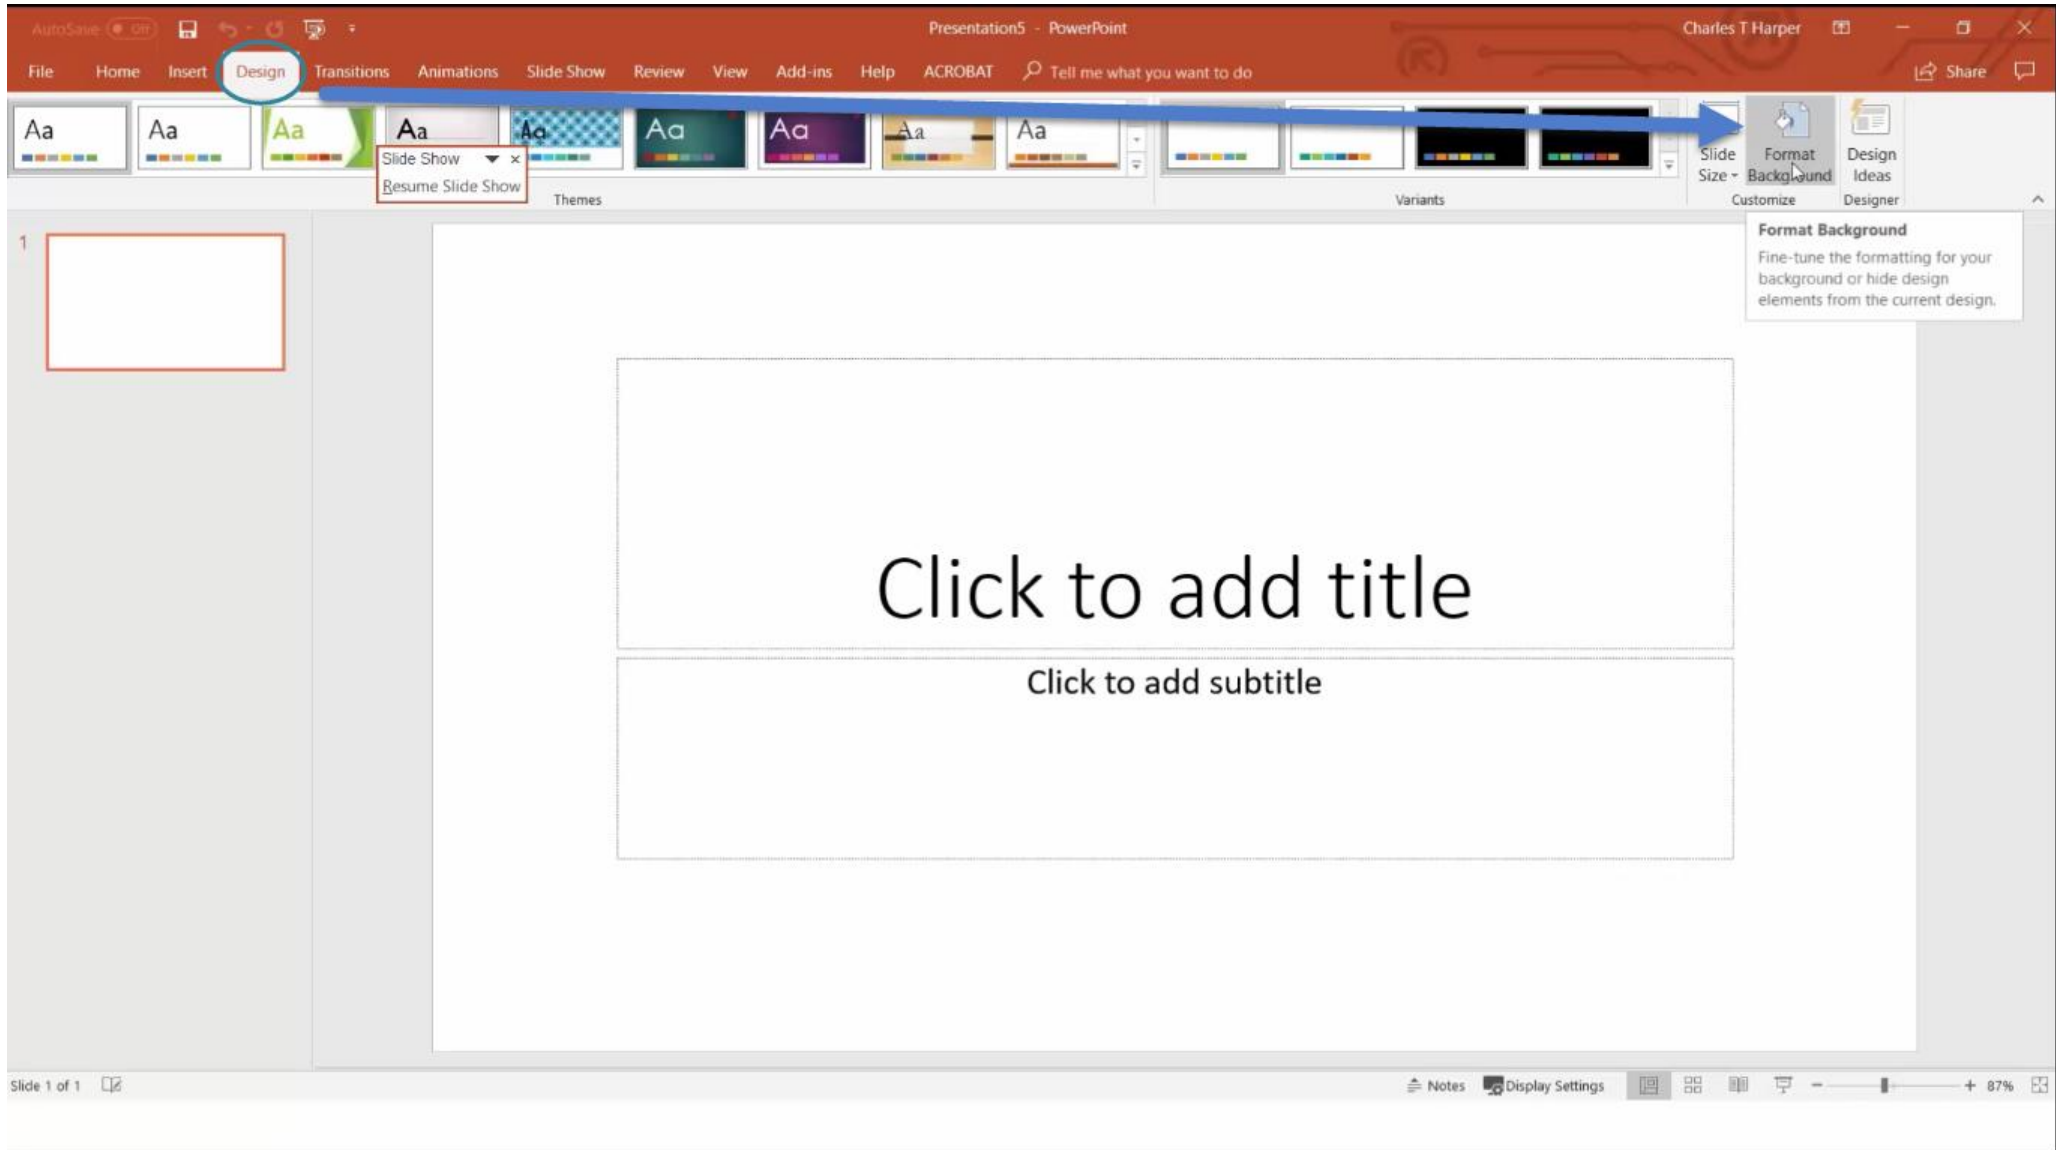 AutoSave Off
Presentation5 - PowerPoint
Charles T Harper
File Home Insert Design Transitions Animations Slide Show Review View Add-ins Help ACROBAT Tell me what you want to do
Share
Aa Aa Aa Aa Aa Aa Aa Aa Aa
Slide Show
Resume Slide Show
Slide Size
Format Background
Design Ideas
Themes
Variants
Customize
Designer
Format Background
Fine-tune the formatting for your
background or hide design
elements from the current design.
1
Click to add title
Click to add subtitle
Slide 1 of 1
Notes
Display Settings
87%